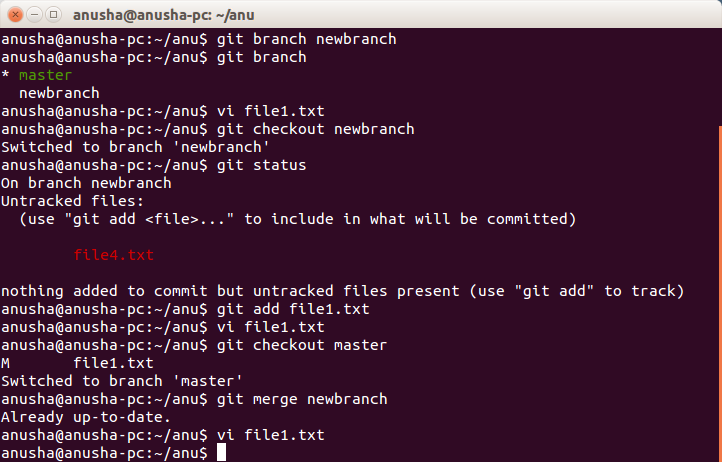 anusha@anusha-pc: ~/anu
anusha@anusha-pc:~/anu$ git branch newbranch
anusha@anusha-pc:~/anu$ git branch
* master
  newbranch
anusha@anusha-pc:~/anu$ vi file1.txt
anusha@anusha-pc:~/anu$ git checkout newbranch
Switched to branch 'newbranch'
anusha@anusha-pc:~/anu$ git status
On branch newbranch
Untracked files:
  (use "git add <file>..." to include in what will be committed)
        file4.txt
nothing added to commit but untracked files present (use "git add" to track)
anusha@anusha-pc:~/anu$ git add file1.txt
anusha@anusha-pc:~/anu$ vi file1.txt
anusha@anusha-pc:~/anu$ git checkout master
M       file1.txt
Switched to branch 'master'
anusha@anusha-pc:~/anu$ git merge newbranch
Already up-to-date.
anusha@anusha-pc:~/anu$ vi file1.txt
anusha@anusha-pc:~/anu$